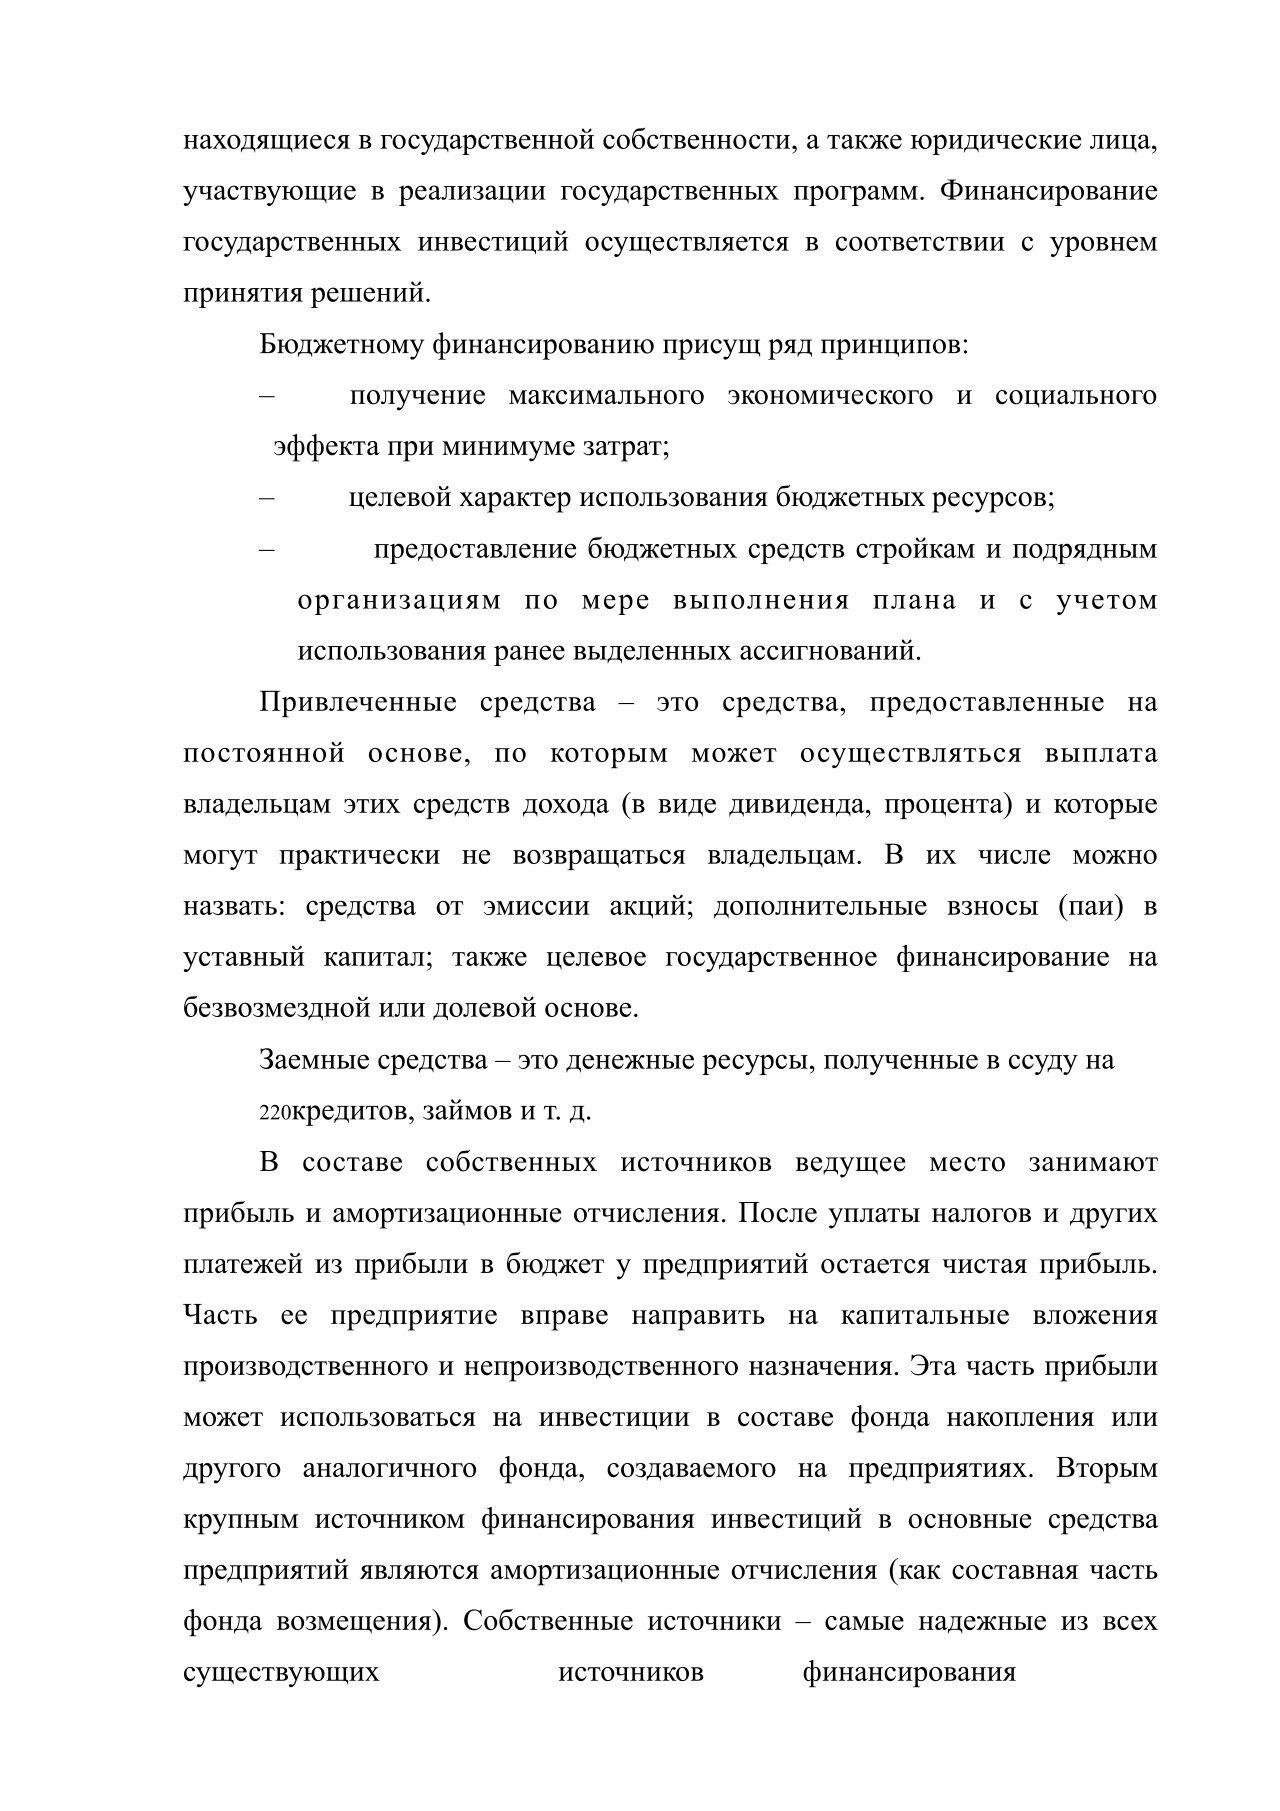 находящиеся в государственной собственности, а также юридические лица,
участвующие в реализации государственных программ. Финансирование
государственных инвестиций осуществляется в соответствии с уровнем
принятия решений.
Бюджетному финансированию присущ ряд принципов:
– получение максимального экономического и социального
эффекта при минимуме затрат;
– целевой характер использования бюджетных ресурсов;
– предоставление бюджетных средств стройкам и подрядным
организациям по мере выполнения плана и с учетом
использования ранее выделенных ассигнований.
Привлеченные средства – это средства, предоставленные на
постоянной основе, по которым может осуществляться выплата
владельцам этих средств дохода (в виде дивиденда, процента) и которые
могут практически не возвращаться владельцам. В их числе можно
назвать: средства от эмиссии акций; дополнительные взносы (паи) в
уставный капитал; также целевое государственное финансирование на
безвозмездной или долевой основе.
Заемные средства – это денежные ресурсы, полученные в ссуду на
220кредитов, займов и т. д.
В составе собственных источников ведущее место занимают
прибыль и амортизационные отчисления. После уплаты налогов и других
платежей из прибыли в бюджет у предприятий остается чистая прибыль.
Часть ее предприятие вправе направить на капитальные вложения
производственного и непроизводственного назначения. Эта часть прибыли
может использоваться на инвестиции в составе фонда накопления или
другого аналогичного фонда, создаваемого на предприятиях. Вторым
крупным источником финансирования инвестиций в основные средства
предприятий являются амортизационные отчисления (как составная часть
фонда возмещения). Собственные источники – самые надежные из всех
существующих источников финансирования